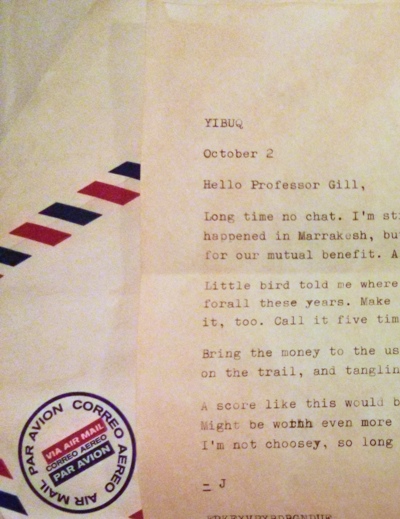 YIBUQ
October 2
Hello Professor Gill,
Long time no chat. I'm sti
happened in Marrakesh, bu
for our mutual benefit. A
Little bird told me where
forall these years. Make
it, too. Call it five tim
Bring the money to the us
on the trail, and tanglin
A score like this would b
Might be worth even more
I'm not choosey, so long
- J
PAR AVION CORREO AEREO AIR MAIL
VIA AIR MAIL
CORREO AEREO
PAR AVION